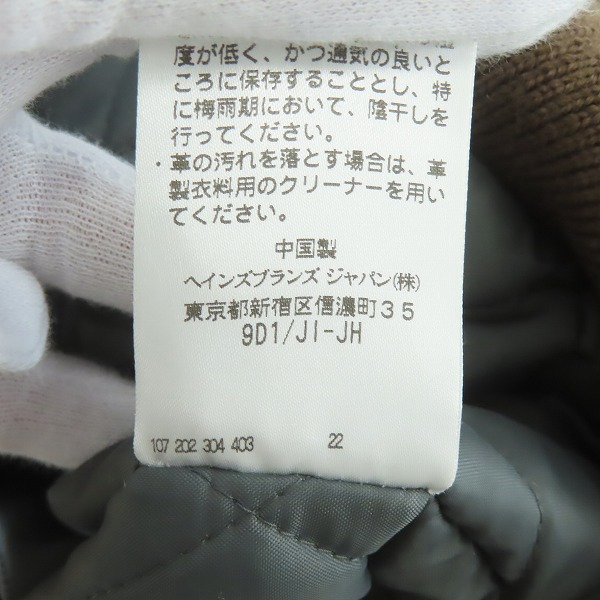 度が低く、かつ通気の良いと
ころに保存することとし、特
に梅雨期において、陰干しを
行ってください。
・革の汚れを落とす場合は、革
製衣料用のクリーナーを用い
てください。
中国製
ヘインズブランズ ジャパン(株)
東京都新宿区信濃町35
9D1/JI-JH
107 202 304 403 22